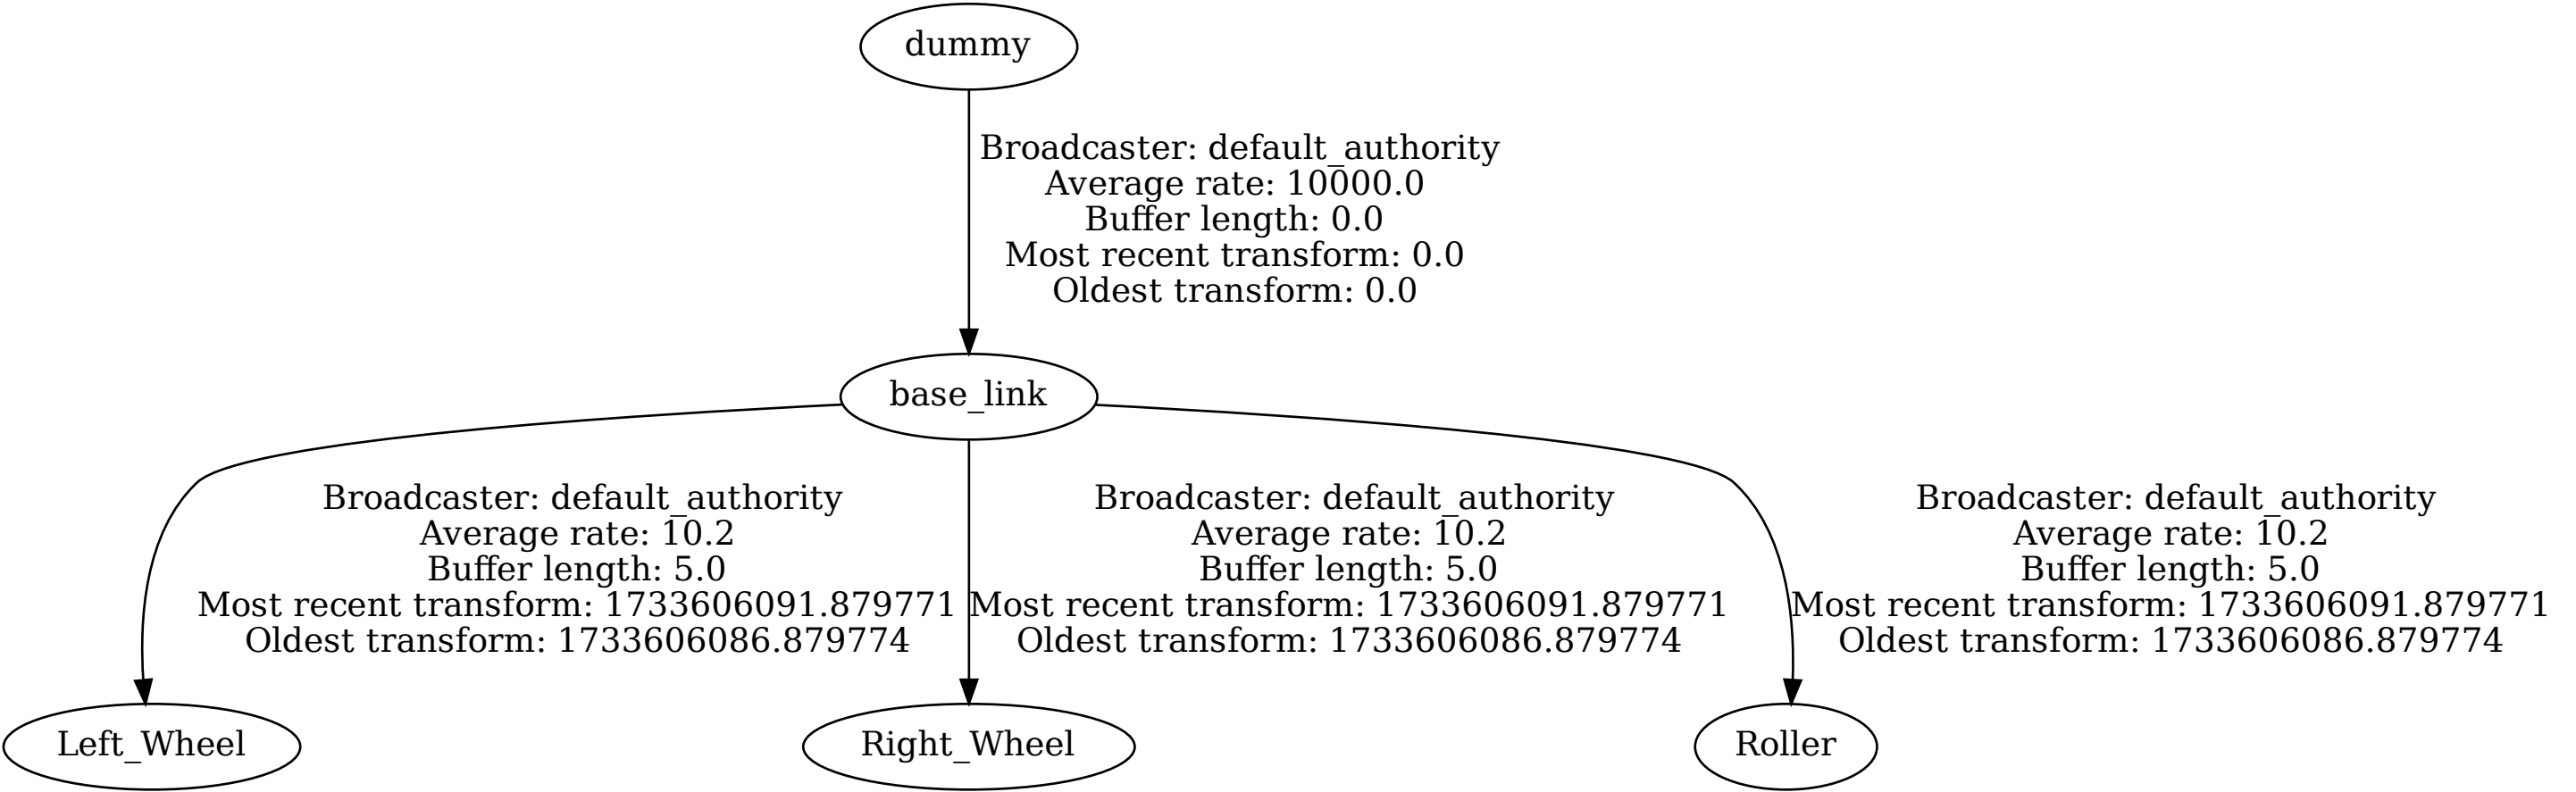 dummy
Broadcaster: default_authority
Average rate: 10000.0
Buffer length: 0.0
Most recent transform: 0.0
Oldest transform: 0.0
base_link
Broadcaster: default_authority
Average rate: 10.2
Buffer length: 5.0
Most recent transform: 1733606091.879771
Oldest transform: 1733606086.879774
Broadcaster: default_authority
Average rate: 10.2
Buffer length: 5.0
Most recent transform: 1733606091.879771
Oldest transform: 1733606086.879774
Broadcaster: default_authority
Average rate: 10.2
Buffer length: 5.0
Most recent transform: 1733606091.879771
Oldest transform: 1733606086.879774
Left_Wheel
Right_Wheel
Roller